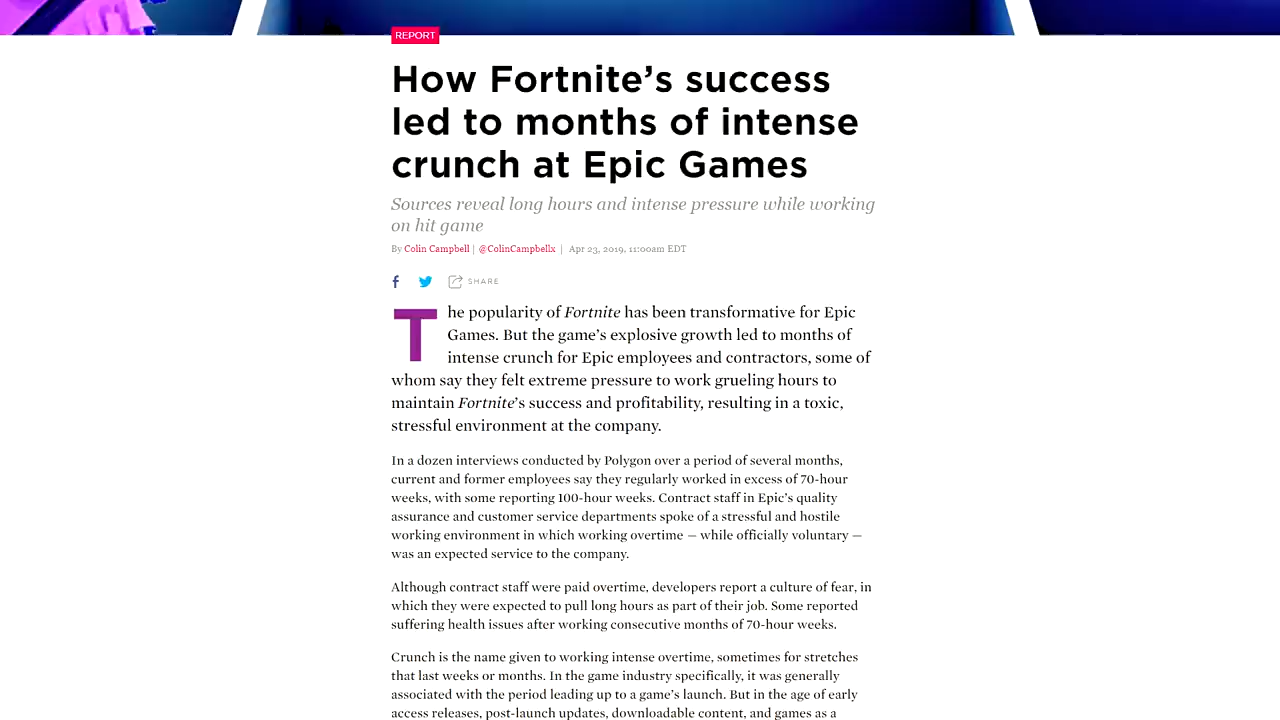 REPORT
How Fortnite’s success
led to months of intense
crunch at Epic Games
Sources reveal long hours and intense pressure while working
on hit game
By Colin Campbell | @ColinCampbellx | Apr 23, 2019, 11:00am EDT
SHARE
The popularity of Fortnite has been transformative for Epic
Games. But the game’s explosive growth led to months of
intense crunch for Epic employees and contractors, some of
whom say they felt extreme pressure to work grueling hours to
maintain Fortnite’s success and profitability, resulting in a toxic,
stressful environment at the company.
In a dozen interviews conducted by Polygon over a period of several months,
current and former employees say they regularly worked in excess of 70-hour
weeks, with some reporting 100-hour weeks. Contract staff in Epic’s quality
assurance and customer service departments spoke of a stressful and hostile
working environment in which working overtime — while officially voluntary —
was an expected service to the company.
Although contract staff were paid overtime, developers report a culture of fear, in
which they were expected to pull long hours as part of their job. Some reported
suffering health issues after working consecutive months of 70-hour weeks.
Crunch is the name given to working intense overtime, sometimes for stretches
that last weeks or months. In the game industry specifically, it was generally
associated with the period leading up to a game’s launch. But in the age of early
access releases, post-launch updates, downloadable content, and games as a